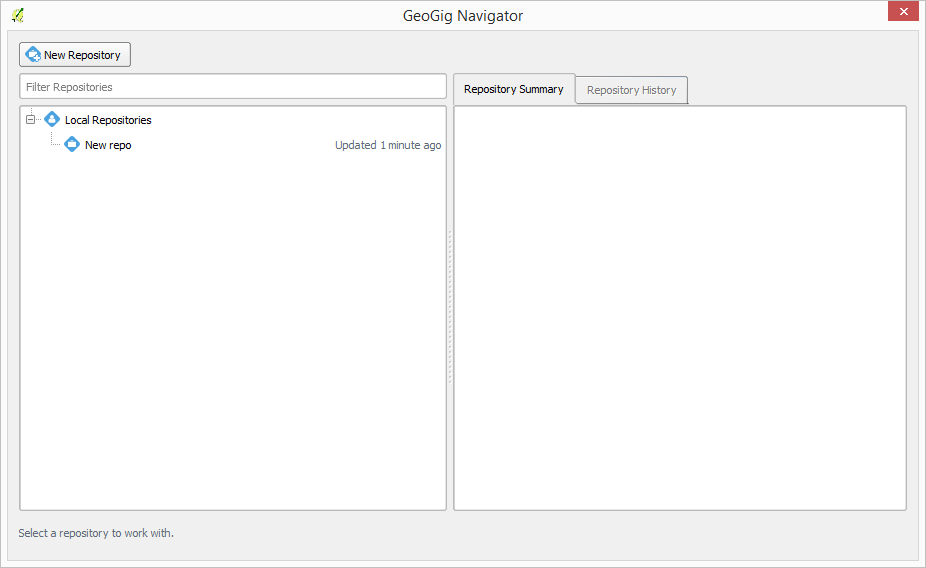 GeoGig Navigator
New Repository
Filter Repositories
Repository Summary
Repository History
Local Repositories
New repo
Updated 1 minute ago
Select a repository to work with.